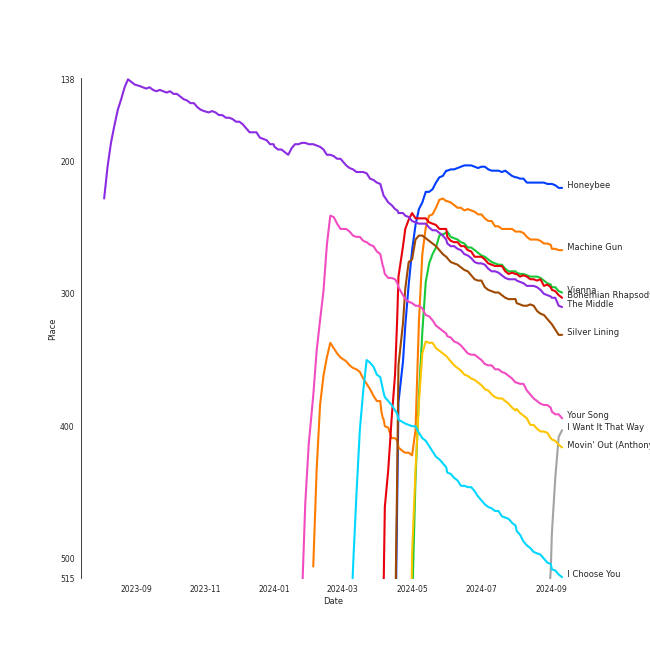 138
200
300
400
500
515
Place
2023-09
2023-11
2024-01
2024-03
2024-05
2024-07
2024-09
Date
Honeybee
Machine Gun
Vienna
Bohemian Rhapsody
The Middle
Silver Lining
Your Song
I Want It That Way
Movin' Out (Anthony
I Choose You